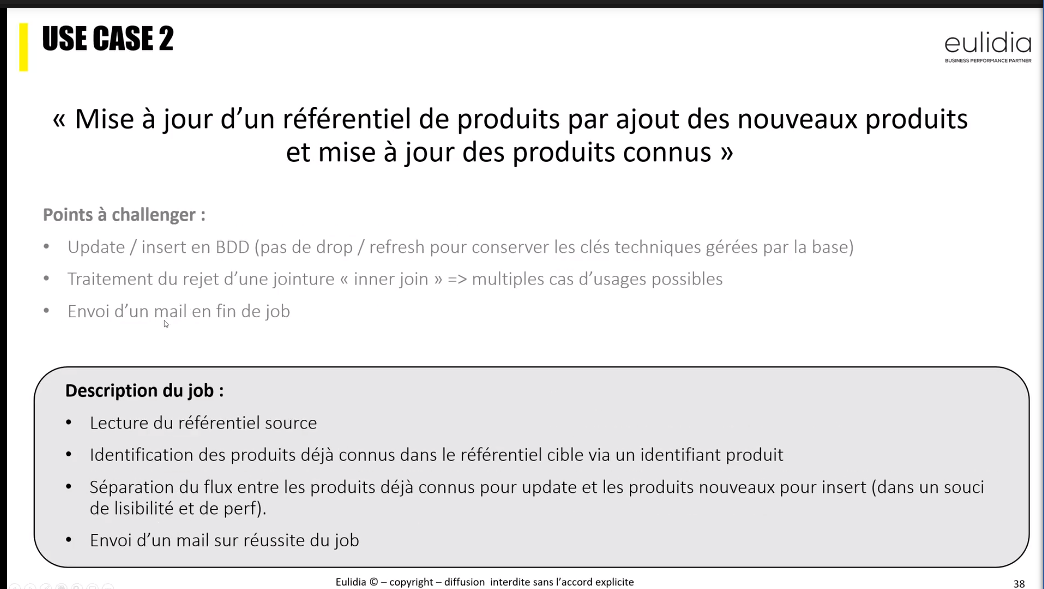 USE CASE 2
eulidia
BUSINESS PERFORMANCE PARTNER
« Mise à jour d'un référentiel de produits par ajout des nouveaux produits
et mise à jour des produits connus »
Points à challenger :
• Update / insert en BDD (pas de drop / refresh pour conserver les clés techniques gérées par la base)
• Traitement du rejet d'une jointure « inner join » => multiples cas d'usages possibles
• Envoi d'un mail en fin de job
Description du job :
• Lecture du référentiel source
• Identification des produits déjà connus dans le référentiel cible via un identifiant produit
• Séparation du flux entre les produits déjà connus pour update et les produits nouveaux pour insert (dans un souci
de lisibilité et de perf).
• Envoi d'un mail sur réussite du job
Eulidia © – copyright – diffusion interdite sans l'accord explicite
38